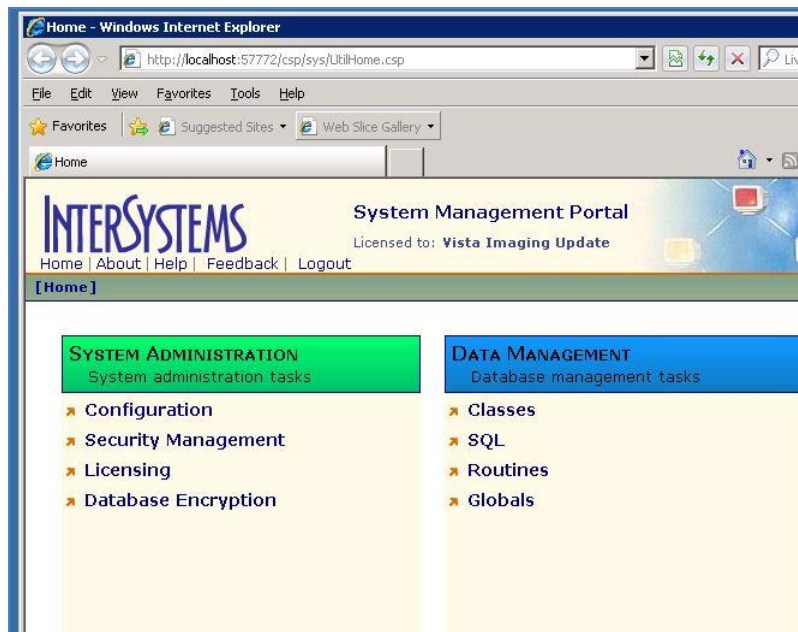 Home - Windows Internet Explorer
http://localhost:57772/csp/sys/UtilHome.csp
File Edit View Favorites Tools Help
Favorites Suggested Sites Web Slice Gallery
Home
INTERSYSTEMS
System Management Portal
Licensed to: Vista Imaging Update
Home | About | Help | Feedback | Logout
[Home]
SYSTEM ADMINISTRATION
System administration tasks
Configuration
Security Management
Licensing
Database Encryption
DATA MANAGEMENT
Database management tasks
Classes
SQL
Routines
Globals